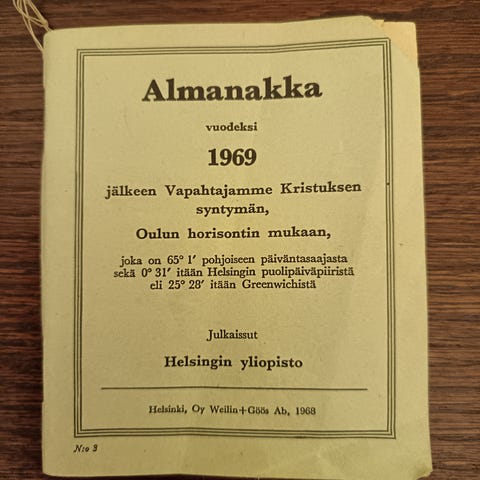 Almanakka
vuodeksi
1969
jälkeen Vapahtajamme Kristuksen
syntymän,
Oulun horisontin mukaan,
joka on 65° 1′ pohjoiseen päiväntasaajasta
sekä 0° 31′ itään Helsingin puolipäiväpiiristä
eli 25° 28′ itään Greenwichistä
Julkaissut
Helsingin yliopisto
Helsinki, Oy Weilin+Göös Ab, 1968
N:o 3